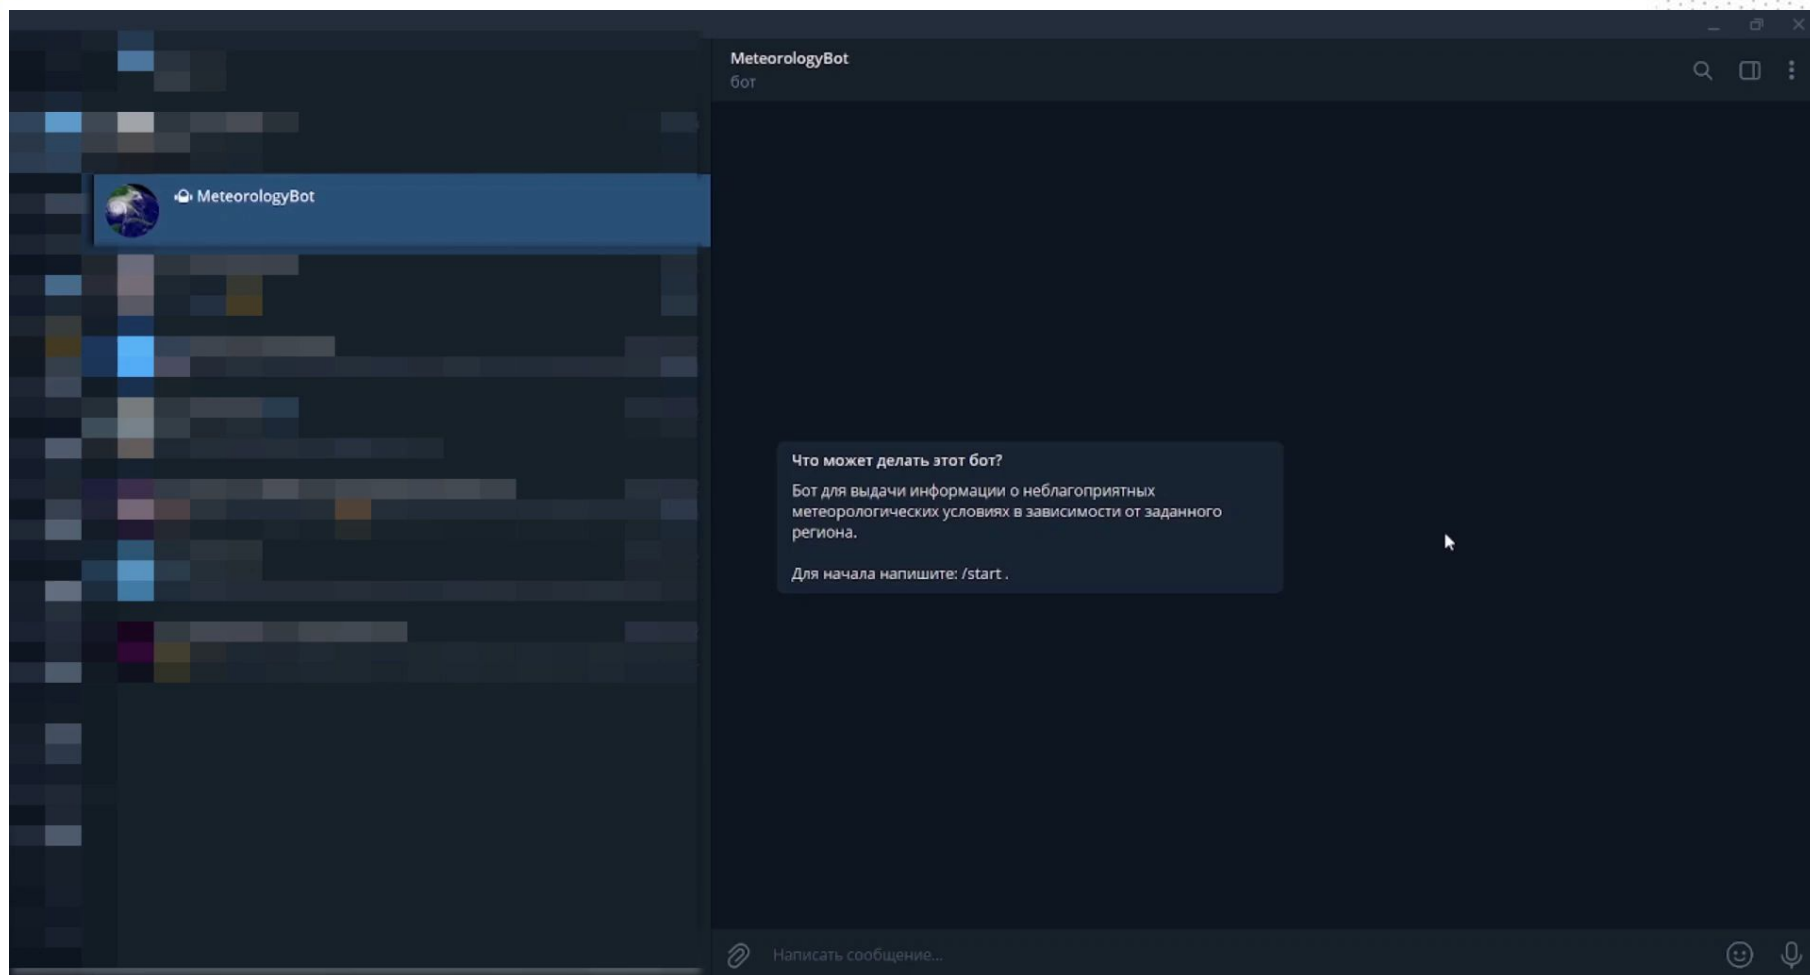 MeteorologyBot
бот
MeteorologyBot
Что может делать этот бот?
Бот для выдачи информации о неблагоприятных
метеорологических условиях в зависимости от заданного
региона.
Для начала напишите: /start .
Написать сообщение...